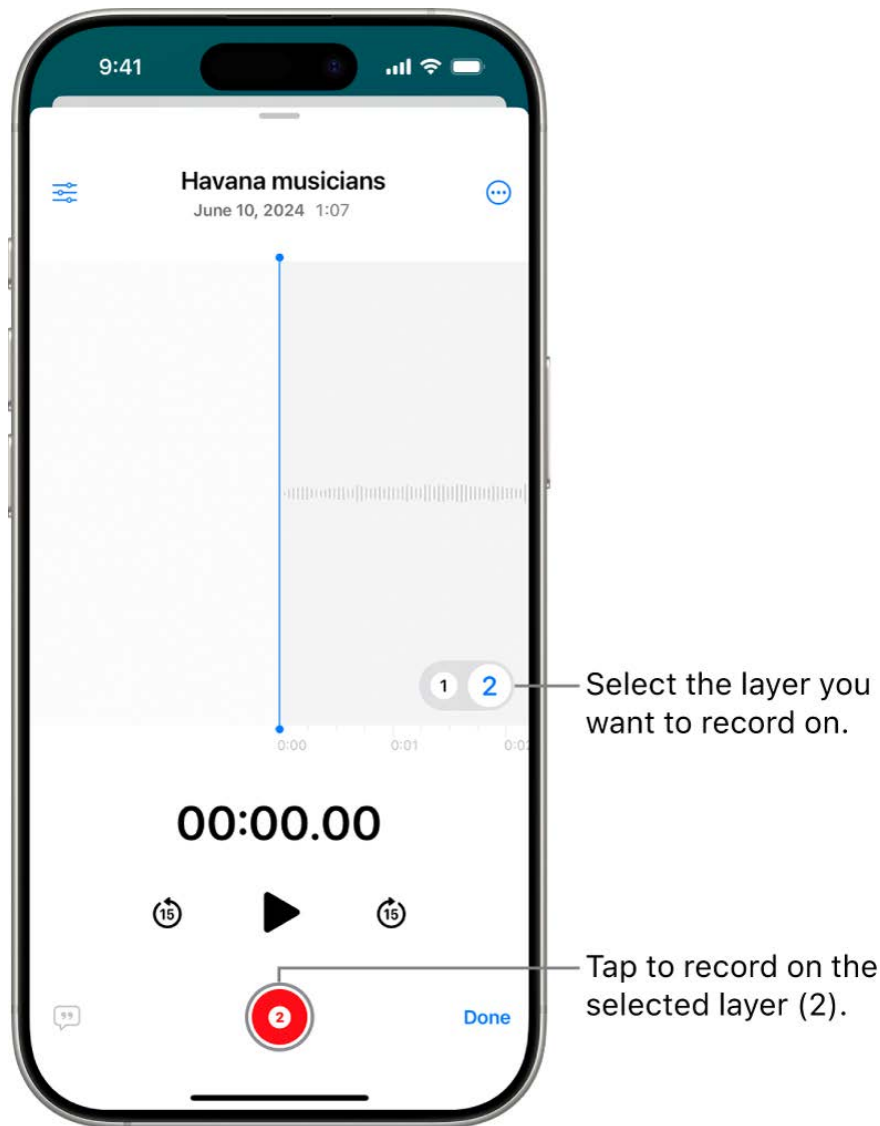 9:41
Havana musicians
June 10, 2024 1:07
1 2
Select the layer you
want to record on.
0:00 0:01 0:02
00:00.00
15 15
Tap to record on the
selected layer (2).
2
Done